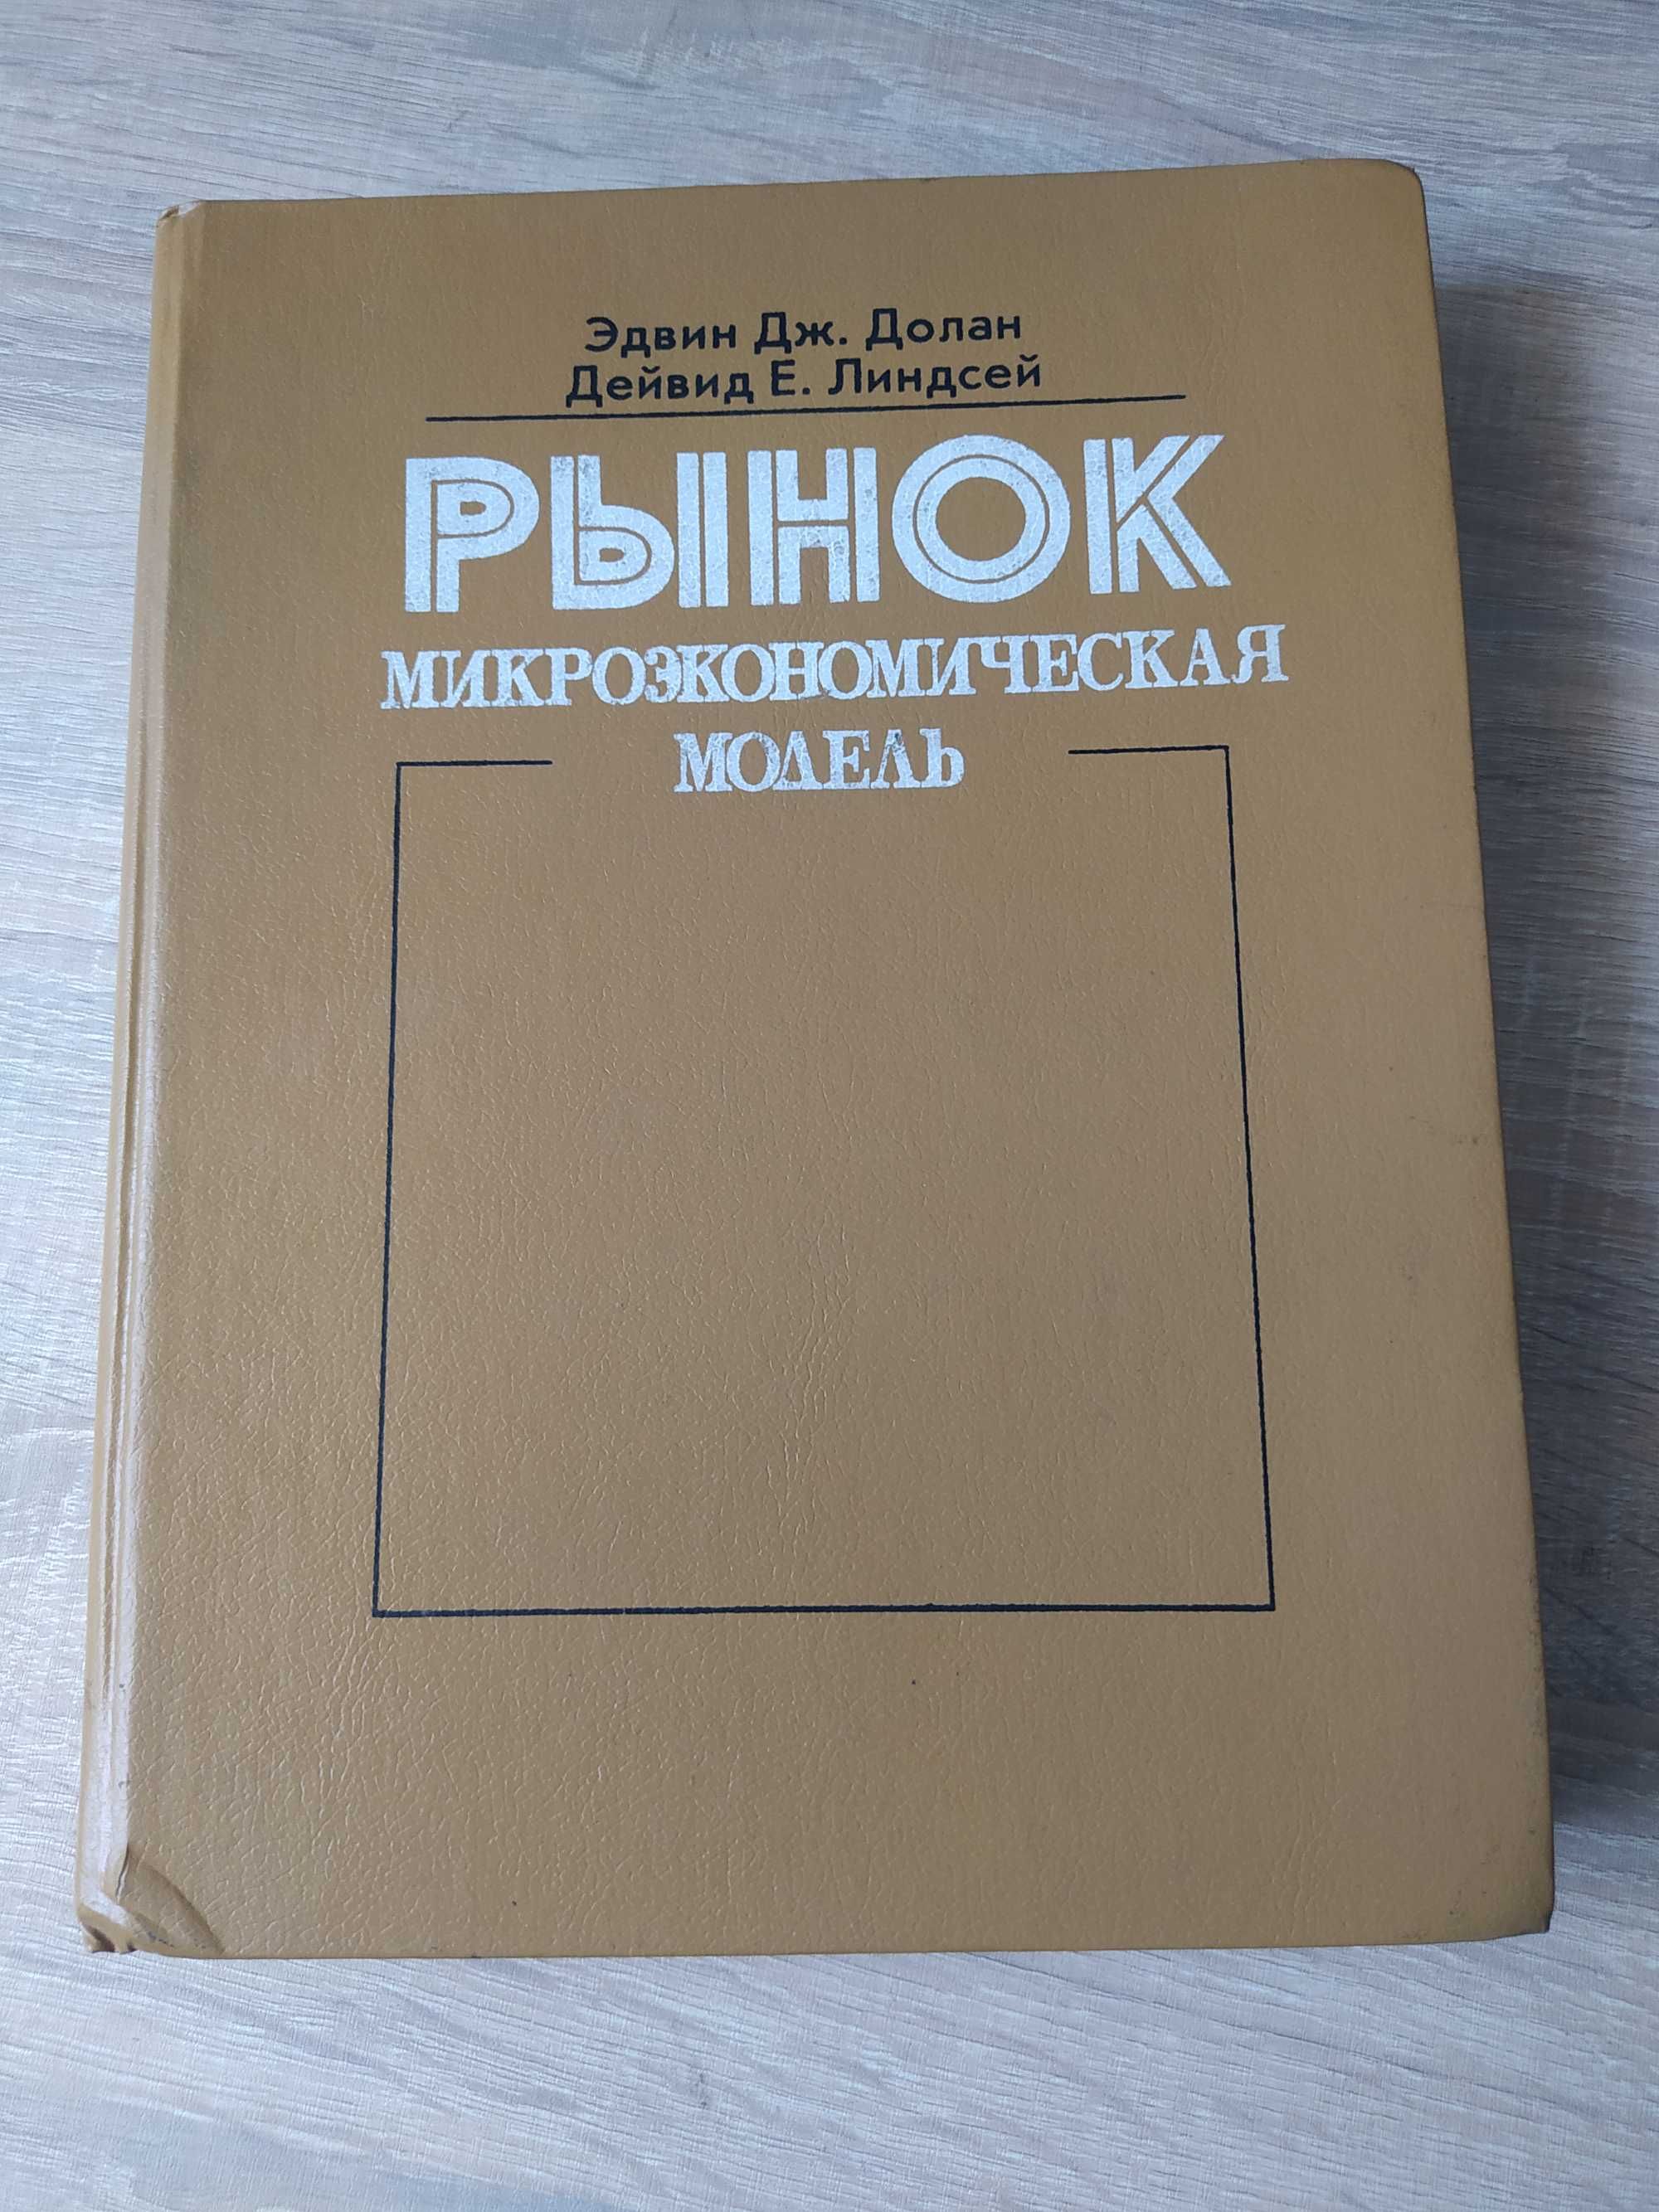 Эдвин Дж. Долан
Дейвид Е. Линдсей
РЫНОК
МИКРОЭКОНОМИЧЕСКАЯ
МОДЕЛЬ